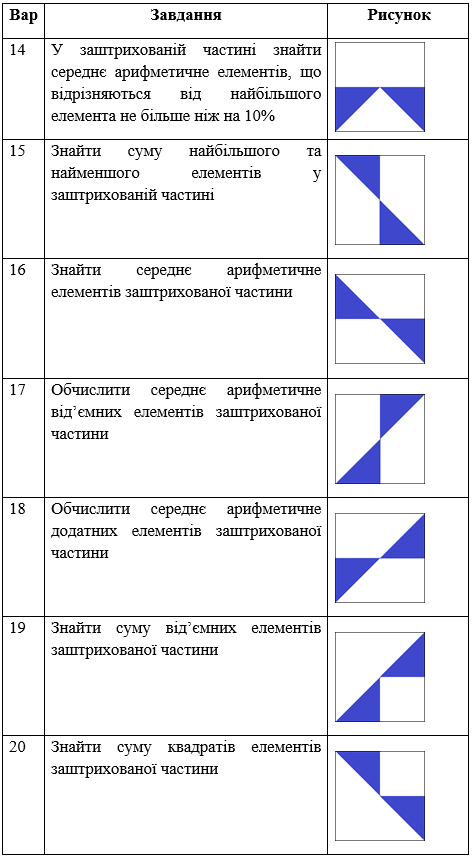 Вар Завдання Рисунок
14 У заштрихованій частині знайти
середнє арифметичне елементів, що
відрізняються від найбільшого
елемента не більше ніж на 10%
15 Знайти суму найбільшого та
найменшого елементів у
заштрихованій частині
16 Знайти середнє арифметичне
елементів заштрихованої частини
17 Обчислити середнє арифметичне
від’ємних елементів заштрихованої
частини
18 Обчислити середнє арифметичне
додатних елементів заштрихованої
частини
19 Знайти суму від’ємних елементів
заштрихованої частини
20 Знайти суму квадратів елементів
заштрихованої частини